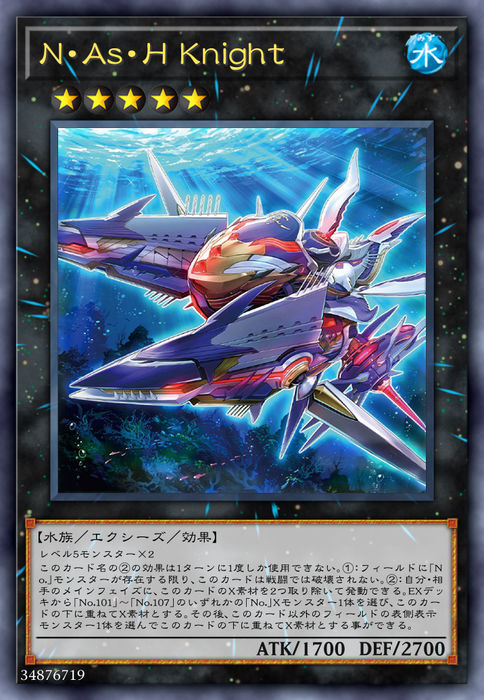 N・As・H Knight
みず
水
【水族／エクシーズ／効果】
レベル5モンスター×2
このカード名の②の効果は1ターンに1度しか使用できない。①:フィールドに「N
o.」モンスターが存在する限り、このカードは戦闘では破壊されない。②:自分・相
手のメインフェイズに、このカードのX素材を2つ取り除いて発動できる。EXデッ
キから「No.101」～「No.107」のいずれかの「No.」Xモンスター1体を選び、このカー
ドの下に重ねてX素材とする。その後、このカード以外のフィールドの表側表示
モンスター1体を選んでこのカードの下に重ねてX素材とする事ができる。
ATK/1700 DEF/2700
34876719